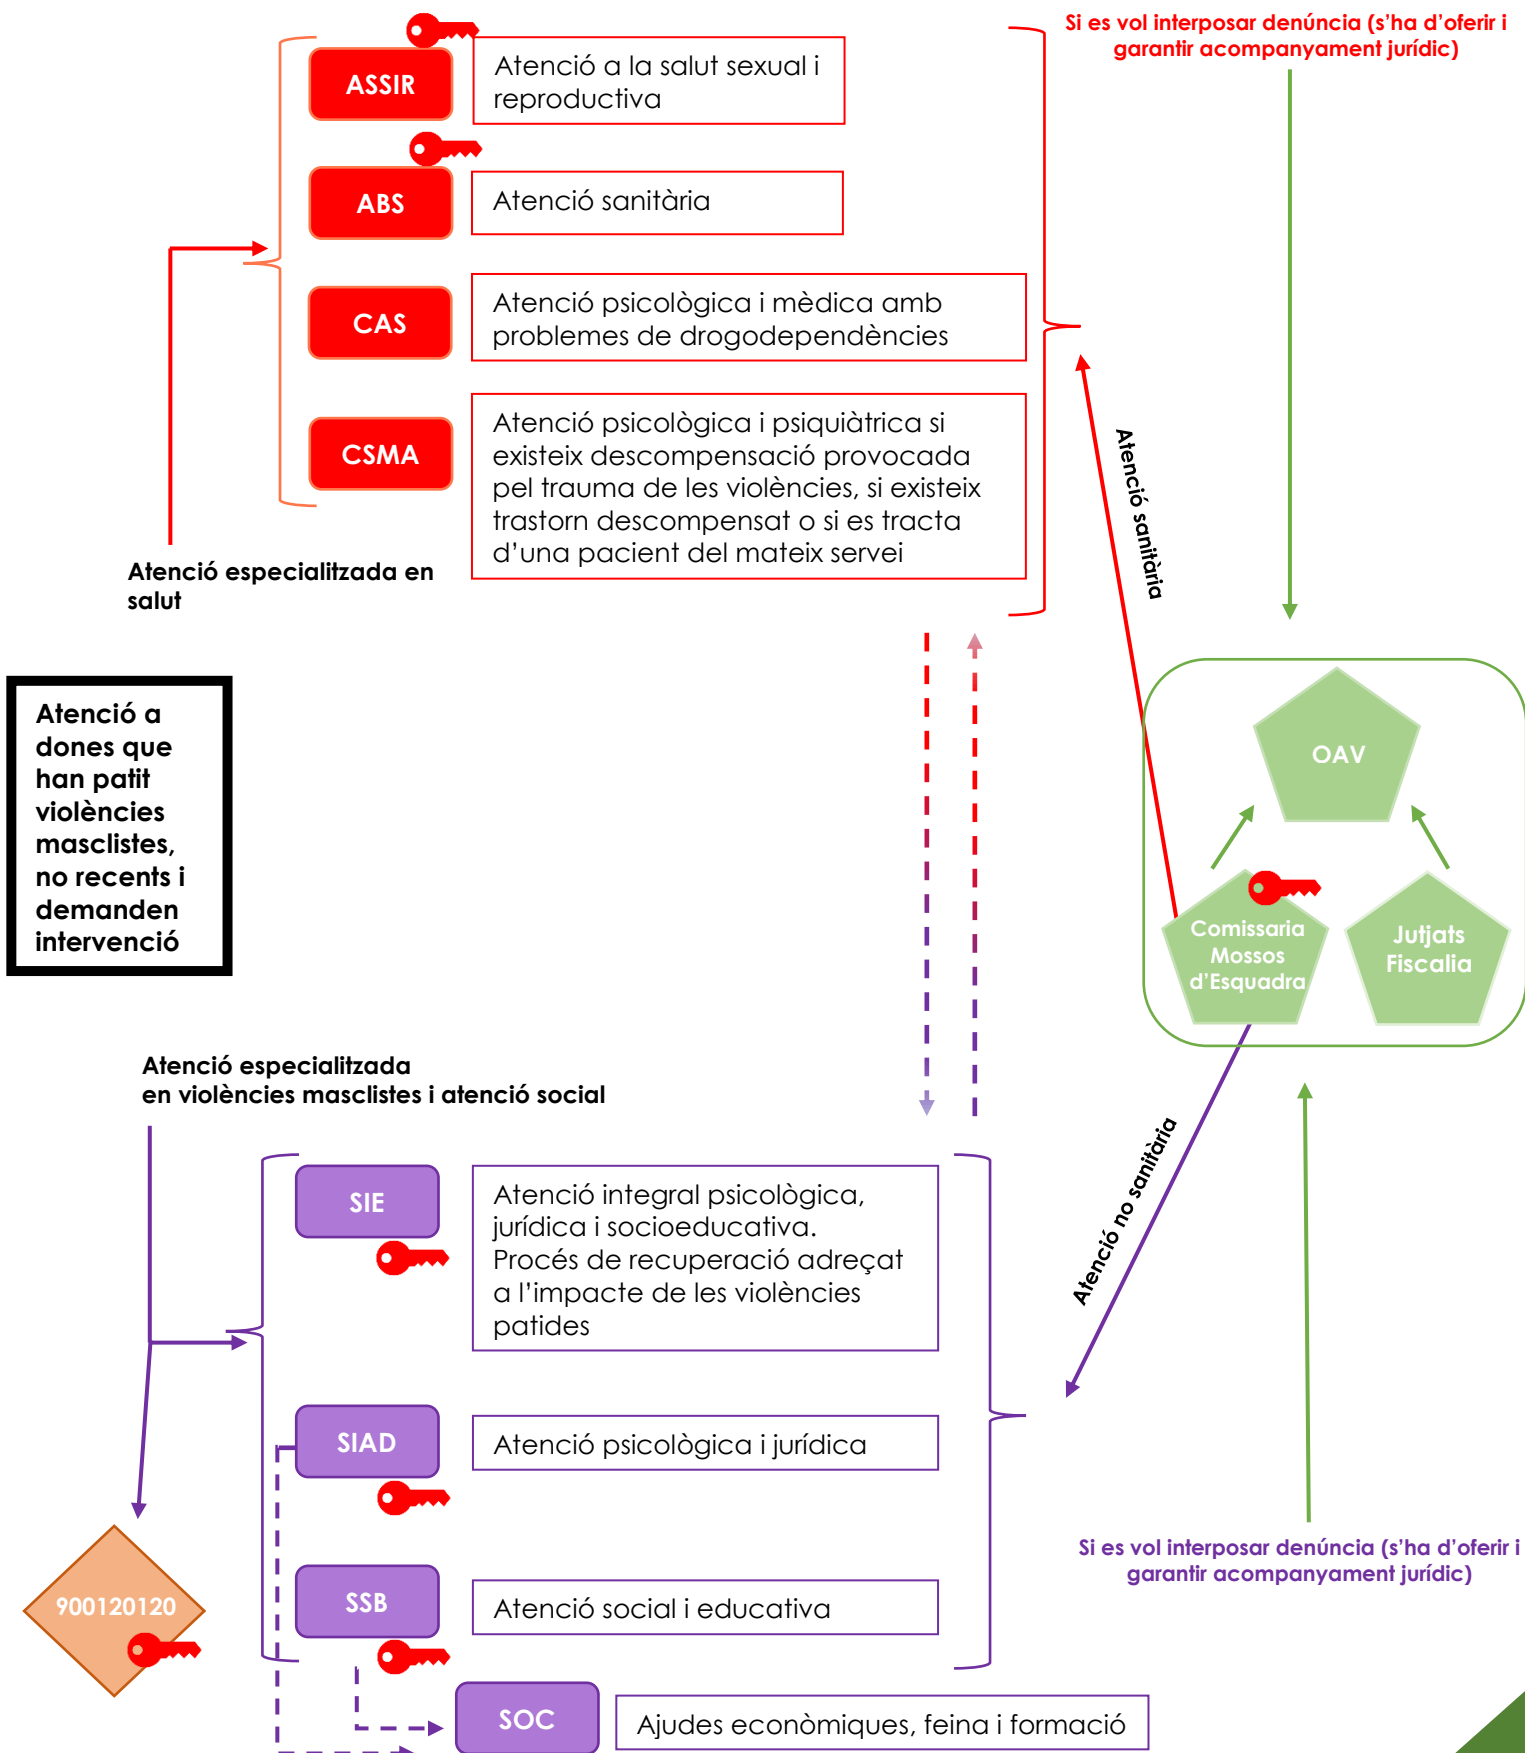 Si es vol interposar denúncia (s’ha d’oferir i
garantir acompanyament jurídic)
ASSIR
Atenció a la salut sexual i
reproductiva
ABS
Atenció sanitària
CAS
Atenció psicològica i mèdica amb
problemes de drogodependències
CSMA
Atenció psicològica i psiquiàtrica si
existeix descompensació provocada
pel trauma de les violències, si existeix
trastorn descompensat o si es tracta
d’una pacient del mateix servei
Atenció sanitària
Atenció especialitzada en
salut
Atenció a
dones que
han patit
violències
masclistes,
no recents i
demanden
intervenció
OAV
Comissaria
Mossos
d’Esquadra
Jutjats
Fiscalia
Atenció especialitzada
en violències masclistes i atenció social
Atenció no sanitària
SIE
Atenció integral psicològica,
jurídica i socioeducativa.
Procés de recuperació adreçat
a l’impacte de les violències
patides
SIAD
Atenció psicològica i jurídica
Si es vol interposar denúncia (s’ha d’oferir i
garantir acompanyament jurídic)
900120120
SSB
Atenció social i educativa
SOC
Ajudes econòmiques, feina i formació